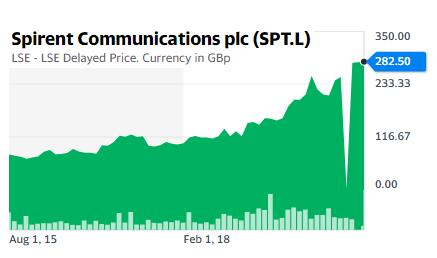 Spirent Communications plc (SPT.L)
LSE - LSE Delayed Price. Currency in GBp
350.00
282.50
233.33
116.67
0.00
Aug 1, 15
Feb 1, 18